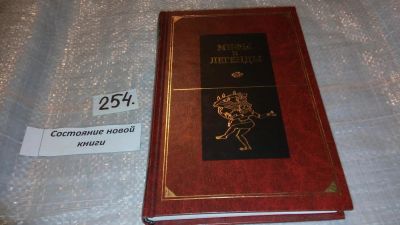 МИФЫ
И
ЛЕГЕНДЫ
254.
Состояние новой
книги